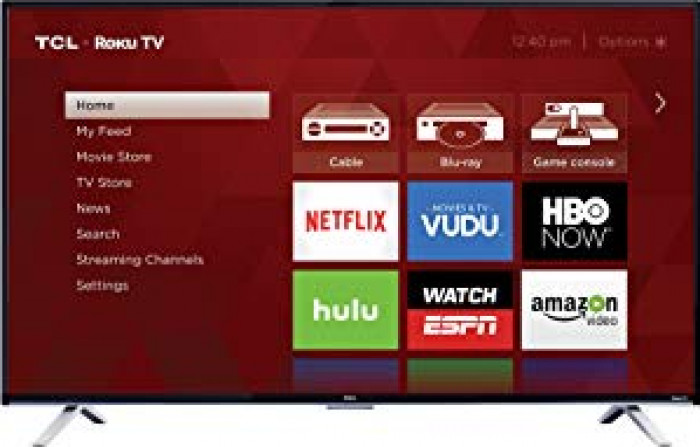 TCL • Roku TV
12:40 pm | Options ✱
Home
My Feed
Movie Store
TV Store
News
Search
Streaming Channels
Settings
Cable
Blu-ray
Game console
NETFLIX
MOVIES & TV
VUDU
HBO
NOW
hulu
WATCH
ESPN
amazon
video
TCL